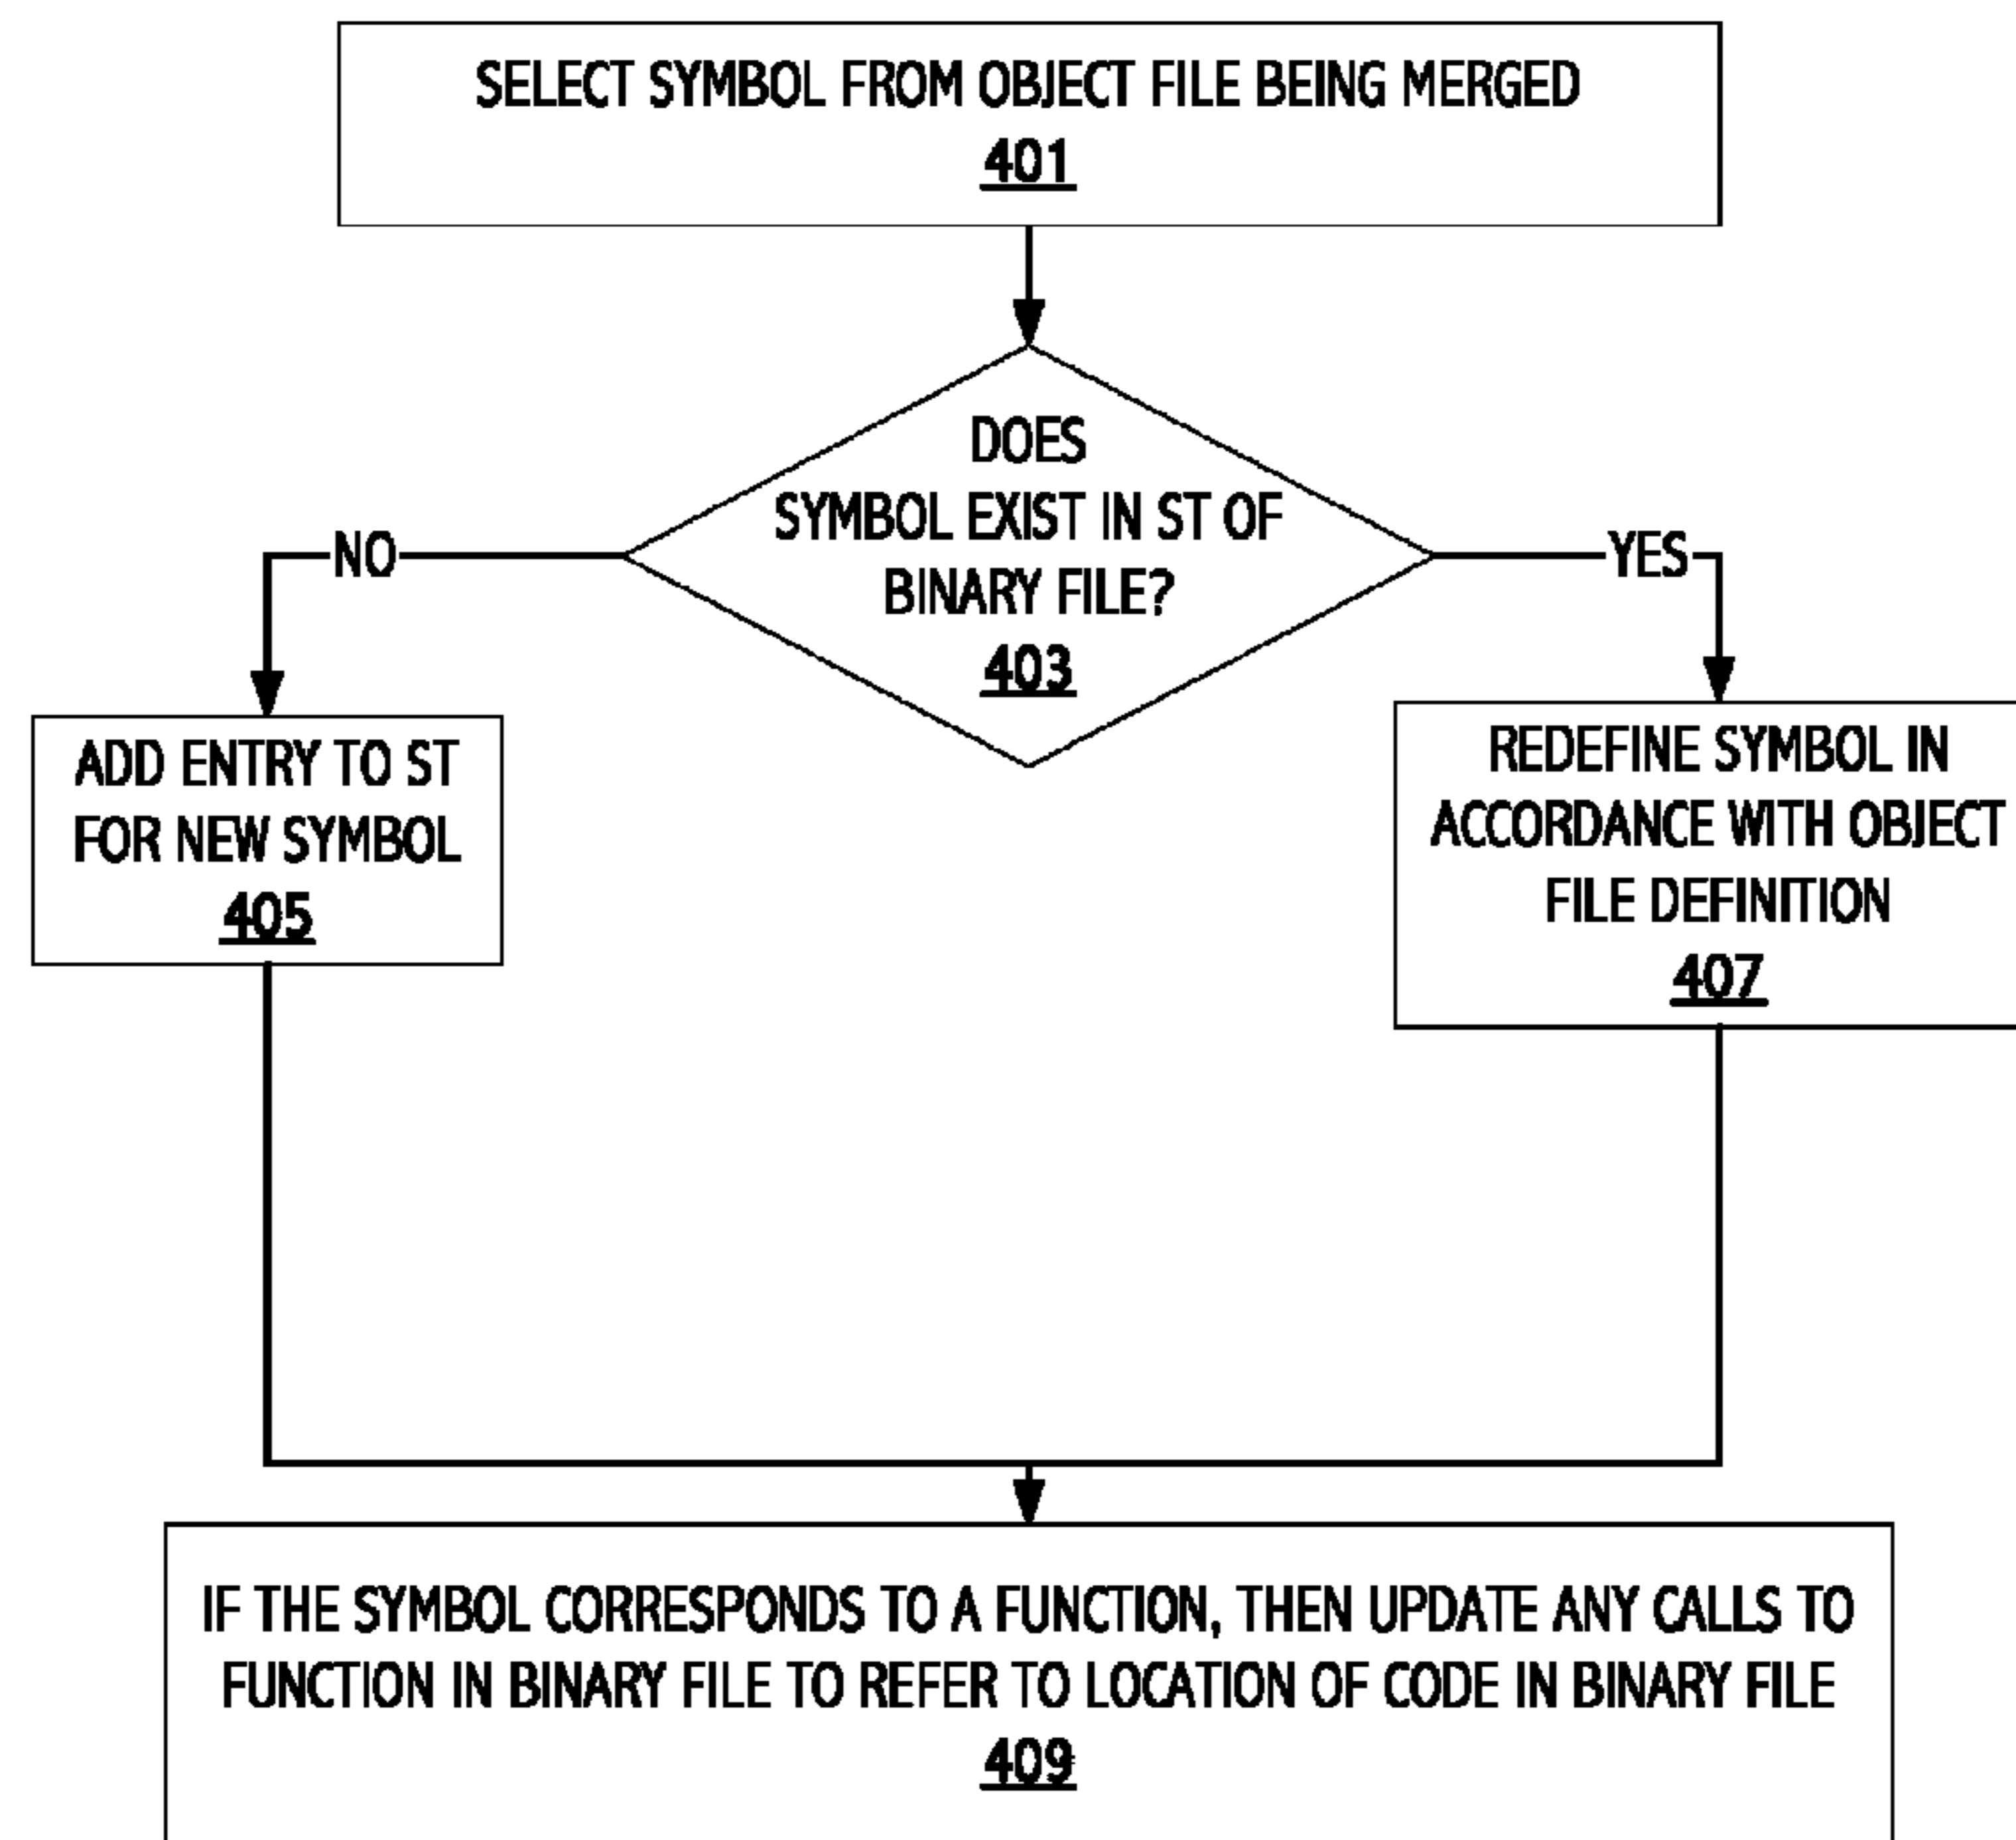 SELECT SYMBOL FROM OBJECT FILE BEING MERGED
401
DOES
SYMBOL EXIST IN ST OF
BINARY FILE?
403
NO
YES
ADD ENTRY TO ST
FOR NEW SYMBOL
405
REDEFINE SYMBOL IN
ACCORDANCE WITH OBJECT
FILE DEFINITION
407
IF THE SYMBOL CORRESPONDS TO A FUNCTION, THEN UPDATE ANY CALLS TO
FUNCTION IN BINARY FILE TO REFER TO LOCATION OF CODE IN BINARY FILE
409